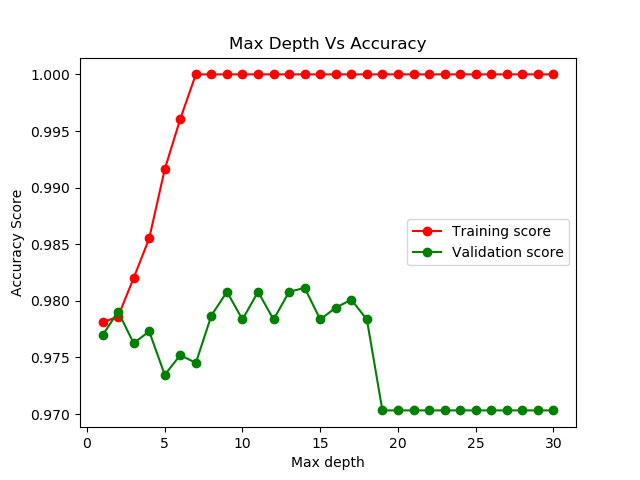 Max Depth Vs Accuracy
1.000
0.995
0.990
0.985
0.980
0.975
0.970
Accuracy Score
Training score
Validation score
0 5 10 15 20 25 30
Max depth